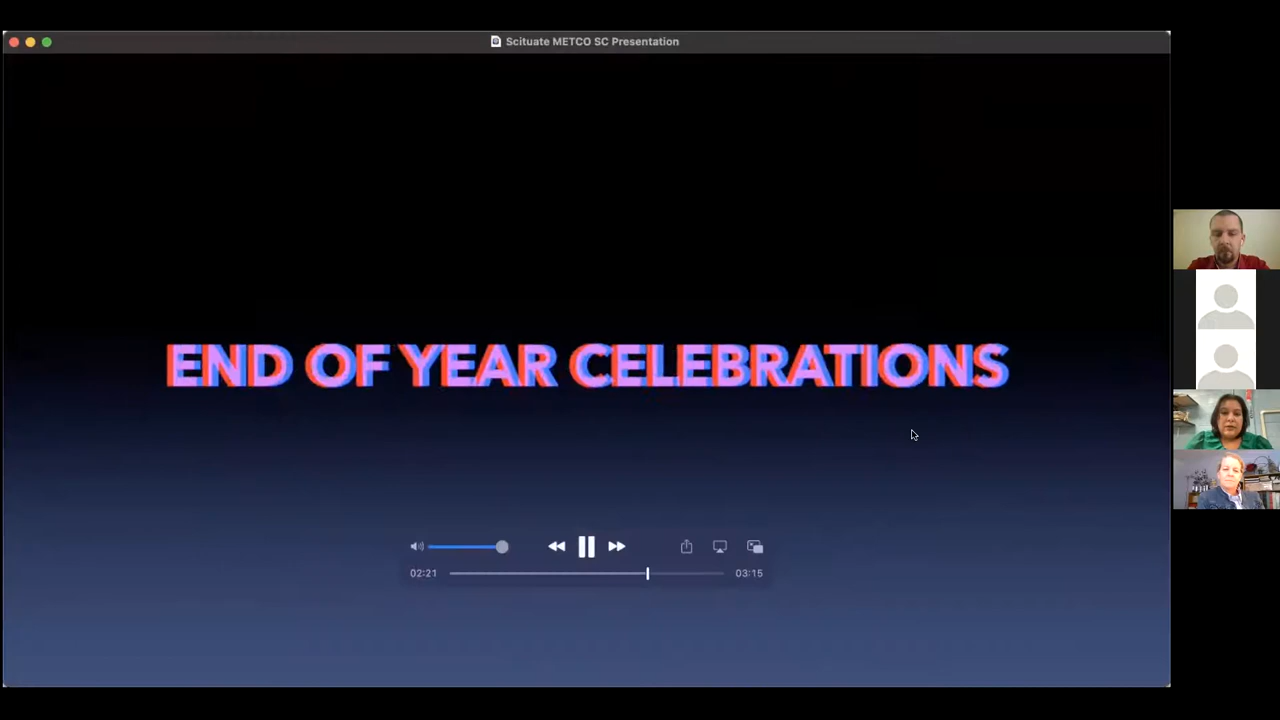 Scituate METCO SC Presentation
END OF YEAR CELEBRATIONS
02:21
03:15